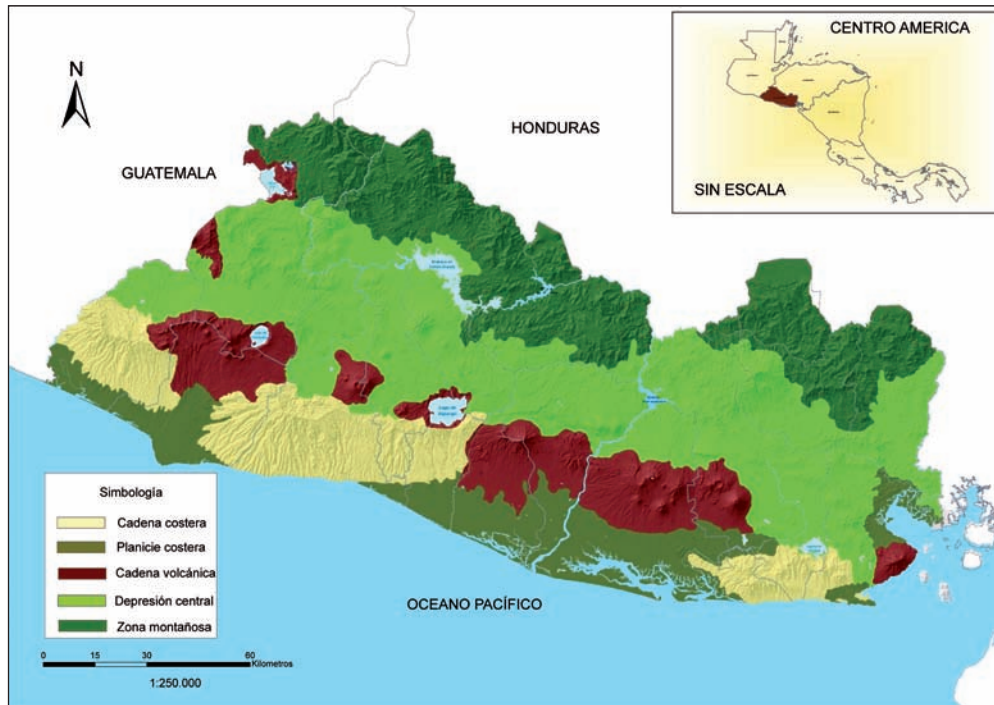 CENTRO AMERICA
SIN ESCALA
N
HONDURAS
GUATEMALA
OCEANO PACÍFICO
Simbología
Cadena costera
Planicie costera
Cadena volcánica
Depresión central
Zona montañosa
0 15 30 60
Kilometros
1:250.000